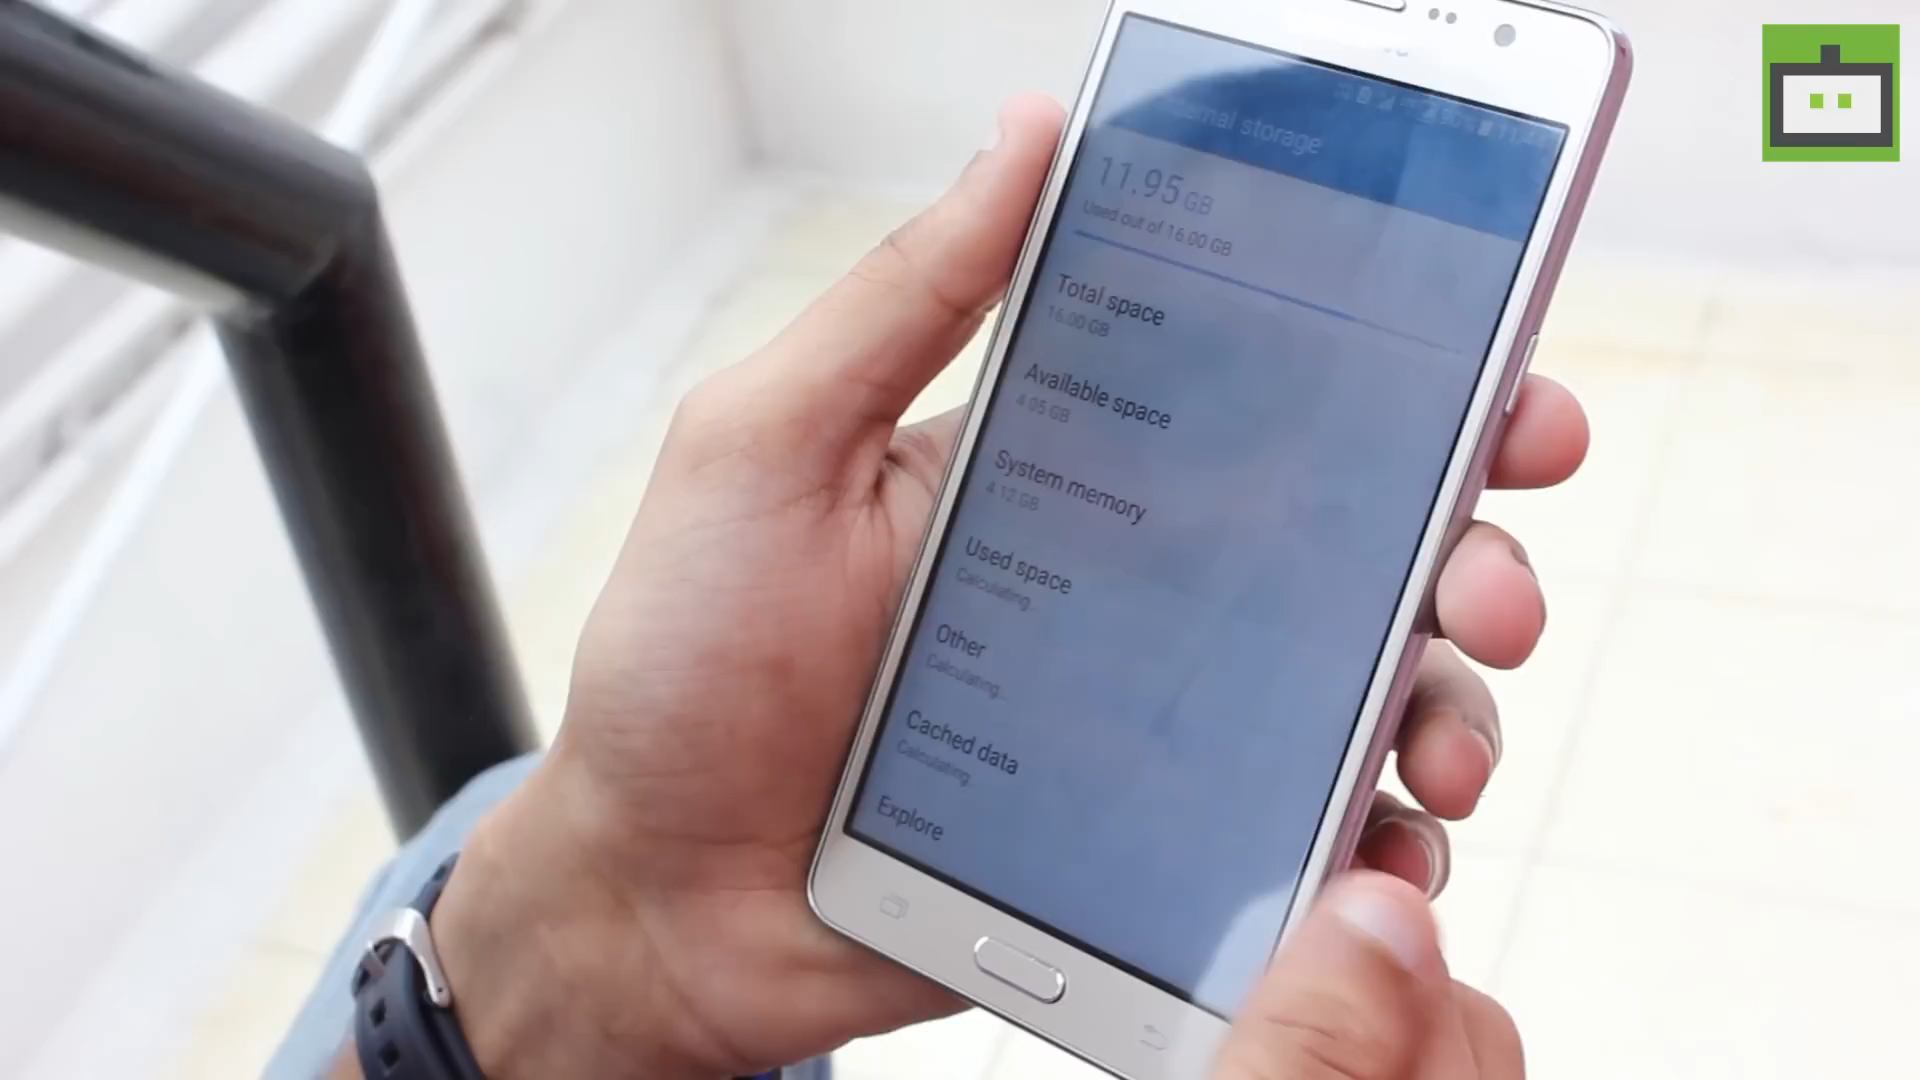 storage
11.95 GB
Used out of 16.00 GB
Total space
16.00 GB
Available space
4.05 GB
System memory
4.12 GB
Used space
Calculating...
Other
Calculating...
Cached data
Calculating...
Explore